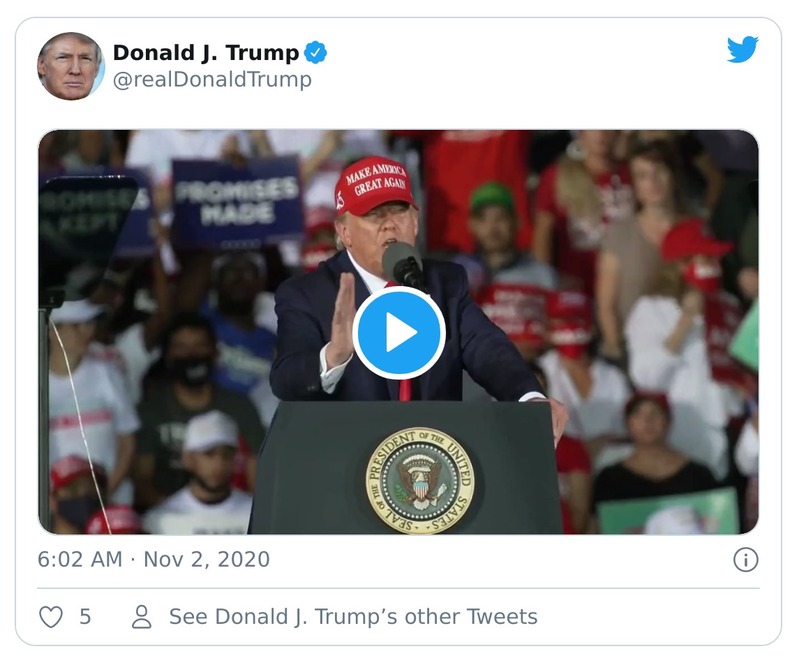 Donald J. Trump
@realDonaldTrump
PROMISES
KEPT
PROMISES
MADE
MAKE AMERICA
GREAT AGAIN
SEAL OF THE PRESIDENT OF THE UNITED STATES
6:02 AM · Nov 2, 2020
5
See Donald J. Trump’s other Tweets